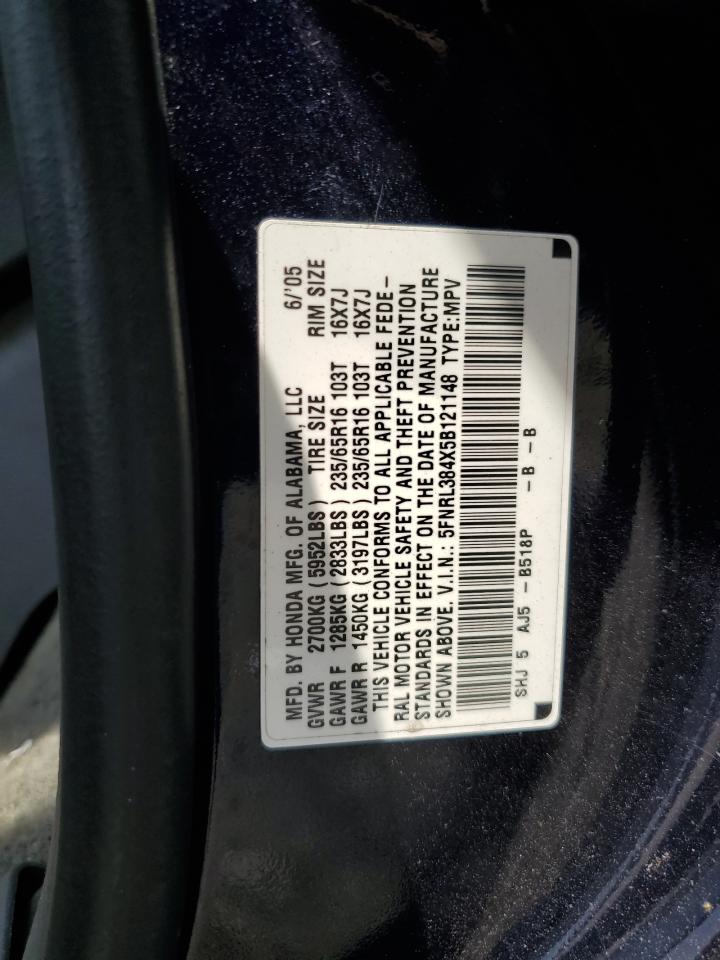 MFD. BY HONDA MFG. OF ALABAMA, LLC 6/'05
GVWR 2700KG (5952LBS) TIRE SIZE RIM SIZE
GAWR F 1285KG (2833LBS) 235/65R16 103T 16X7J
GAWR R 1450KG (3197LBS) 235/65R16 103T 16X7J
THIS VEHICLE CONFORMS TO ALL APPLICABLE FEDE-
RAL MOTOR VEHICLE SAFETY AND THEFT PREVENTION
STANDARDS IN EFFECT ON THE DATE OF MANUFACTURE
SHOWN ABOVE. V.I.N.: 5FNRL384X5B121148 TYPE:MPV
SHJ 5 AJ5 - B518P - B - B